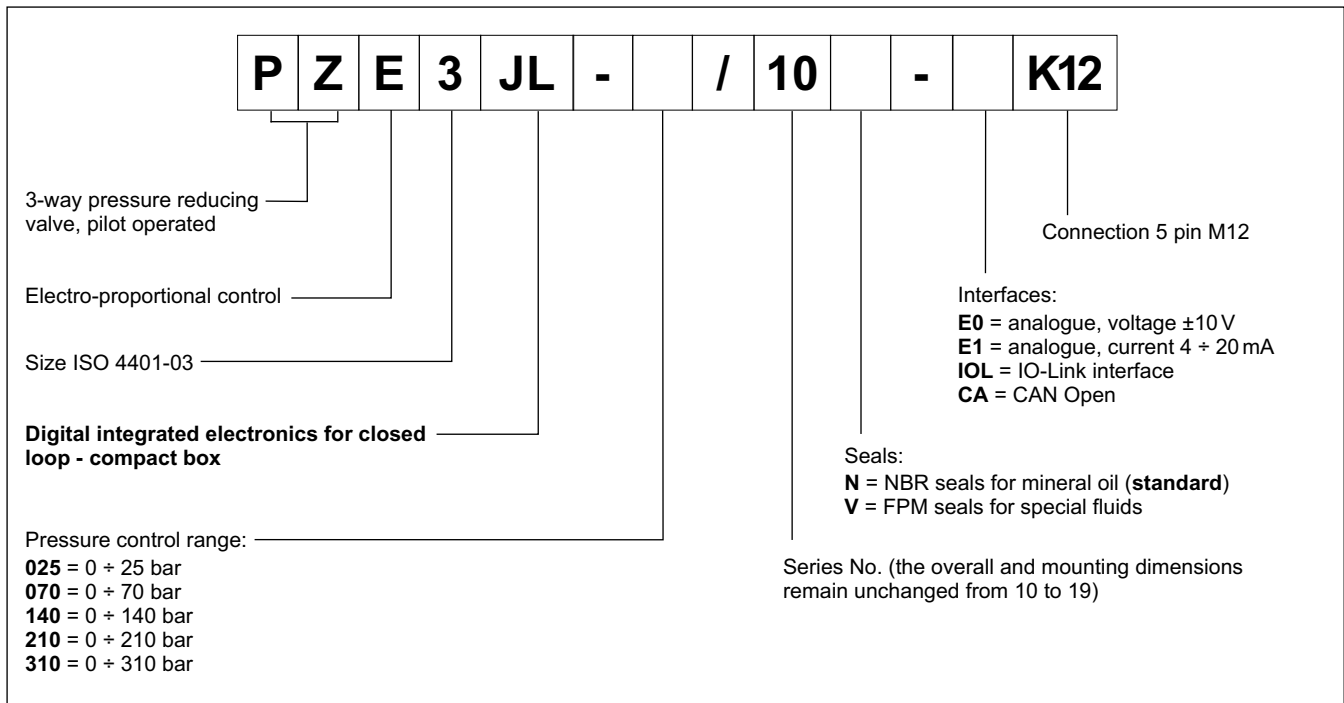 P Z E 3 JL - / 10 - K12
3-way pressure reducing
valve, pilot operated
Electro-proportional control
Size ISO 4401-03
Digital integrated electronics for closed
loop - compact box
Pressure control range:
025 = 0 ÷ 25 bar
070 = 0 ÷ 70 bar
140 = 0 ÷ 140 bar
210 = 0 ÷ 210 bar
310 = 0 ÷ 310 bar
Connection 5 pin M12
Interfaces:
E0 = analogue, voltage ±10 V
E1 = analogue, current 4 ÷ 20 mA
IOL = IO-Link interface
CA = CAN Open
Seals:
N = NBR seals for mineral oil (standard)
V = FPM seals for special fluids
Series No. (the overall and mounting dimensions
remain unchanged from 10 to 19)